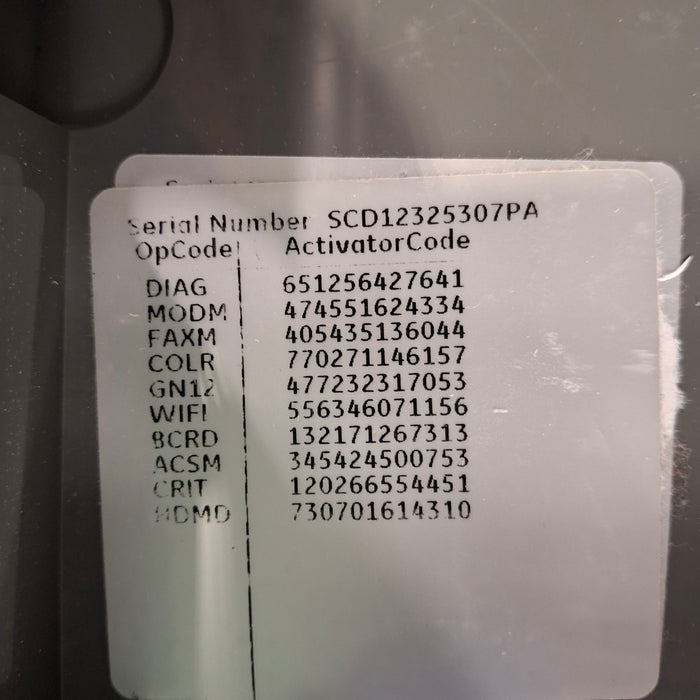 Serial Number SCD12325307PA
OpCode ActivatorCode
DIAG 651256427641
MODM 474551624334
FAXM 405435136044
COLR 770271146157
GN12 477232317053
WIFI 556346071156
BCRD 132171267313
ACSM 345424500753
CRIT 120266554451
HDMD 730701614310